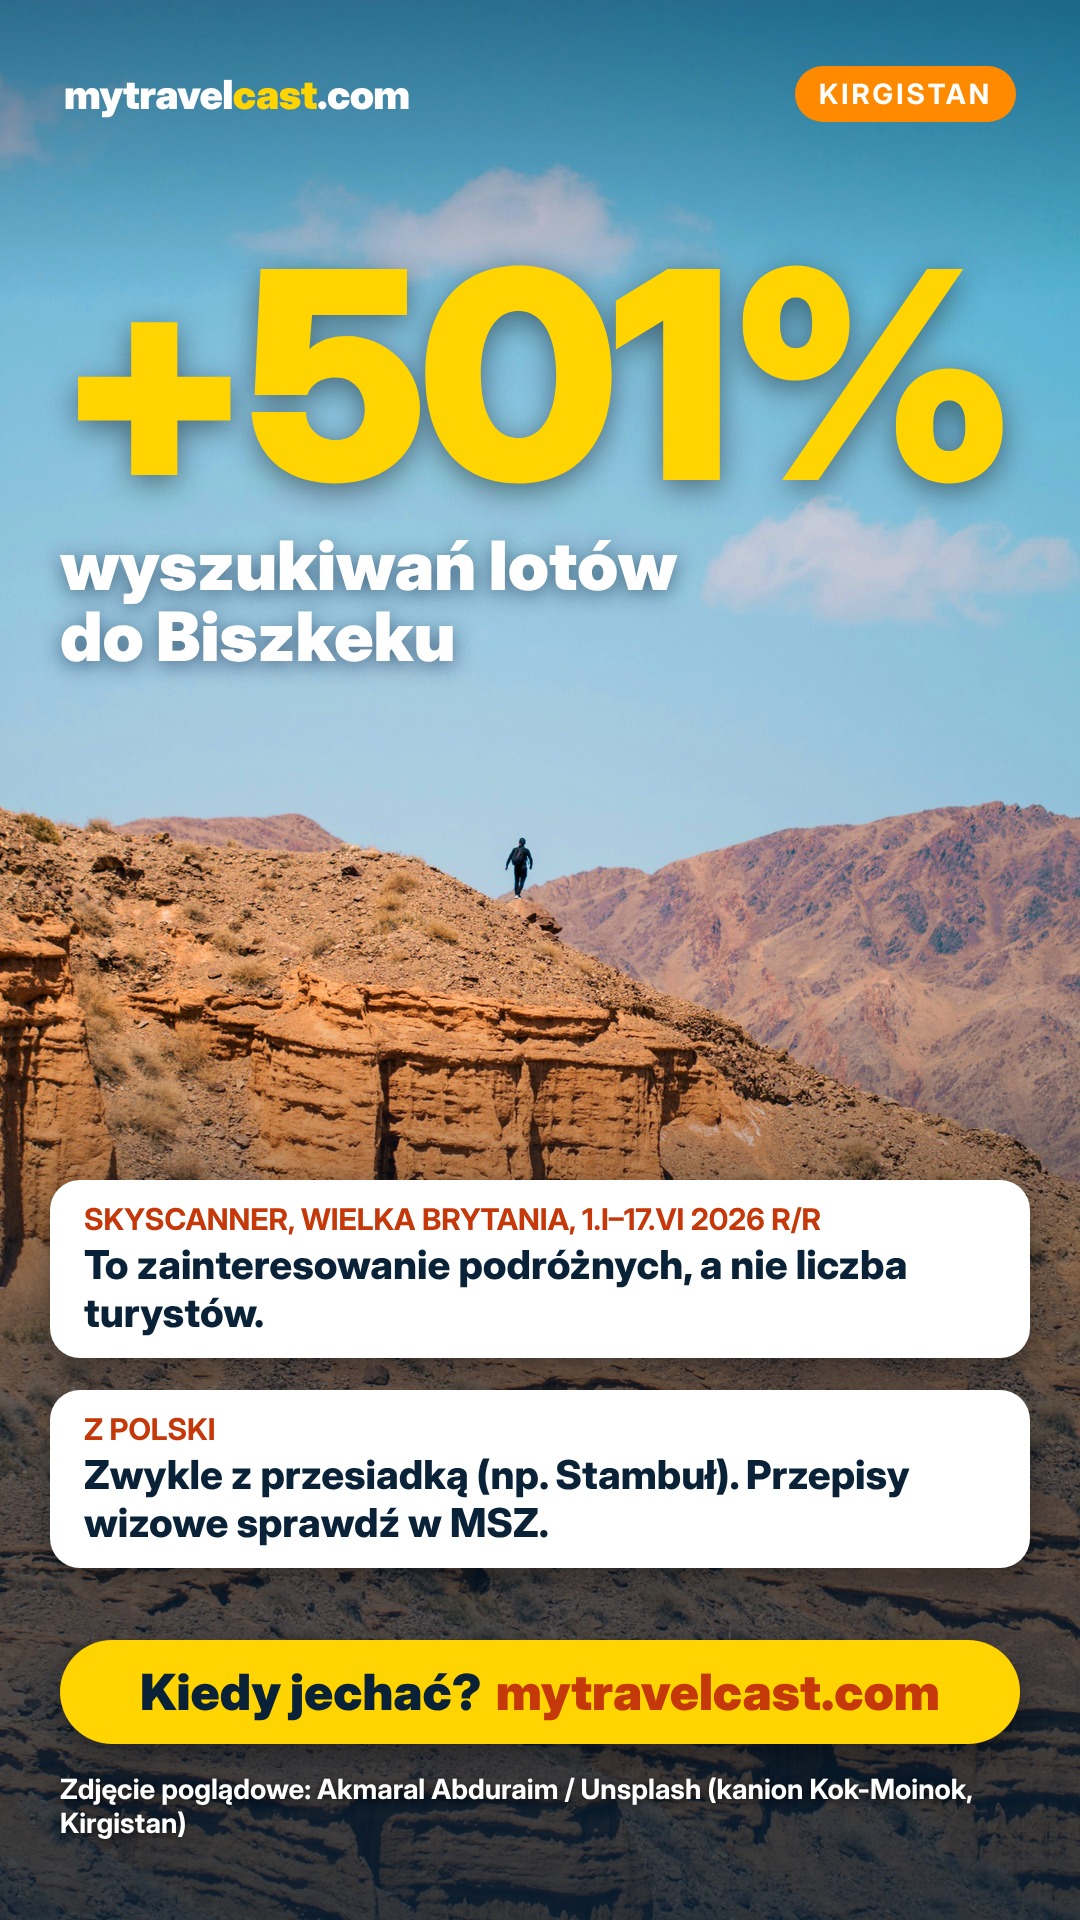 mytravelcast.com
KIRGISTAN
+501%
wyszukiwań lotów
do Biszkeku
SKYSCANNER, WIELKA BRYTANIA, 1.I–17.VI 2026 R/R
To zainteresowanie podróżnych, a nie liczba
turystów.
Z POLSKI
Zwykle z przesiadką (np. Stambuł). Przepisy
wizowe sprawdź w MSZ.
Kiedy jechać? mytravelcast.com
Zdjęcie poglądowe: Akmaral Abduraim / Unsplash (kanion Kok-Moinok,
Kirgistan)